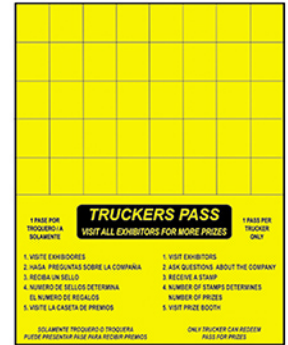 TRUCKERS PASS
VISIT ALL EXHIBITORS FOR MORE PRIZES
1 PASE POR
TROQUERO / A
SOLAMENTE
1 PASS PER
TRUCKER
ONLY
1. VISITE EXHIBIDORES
2. HAGA PREGUNTAS SOBRE LA COMPAÑIA
3. RECIBA UN SELLO
4. NUMERO DE SELLOS DETERMINA
EL NUMERO DE REGALOS
5. VISITE LA CASETA DE PREMIOS
1. VISIT EXHIBITORS
2. ASK QUESTIONS ABOUT THE COMPANY
3. RECEIVE A STAMP
4. NUMBER OF STAMPS DETERMINES
NUMBER OF PRIZES
5. VISIT PRIZE BOOTH
SOLAMENTE TROQUERO O TROQUERA
PUEDE PRESENTAR PASE PARA RECIBIR PREMIOS
ONLY TRUCKER CAN REDEEM
PASS FOR PRIZES